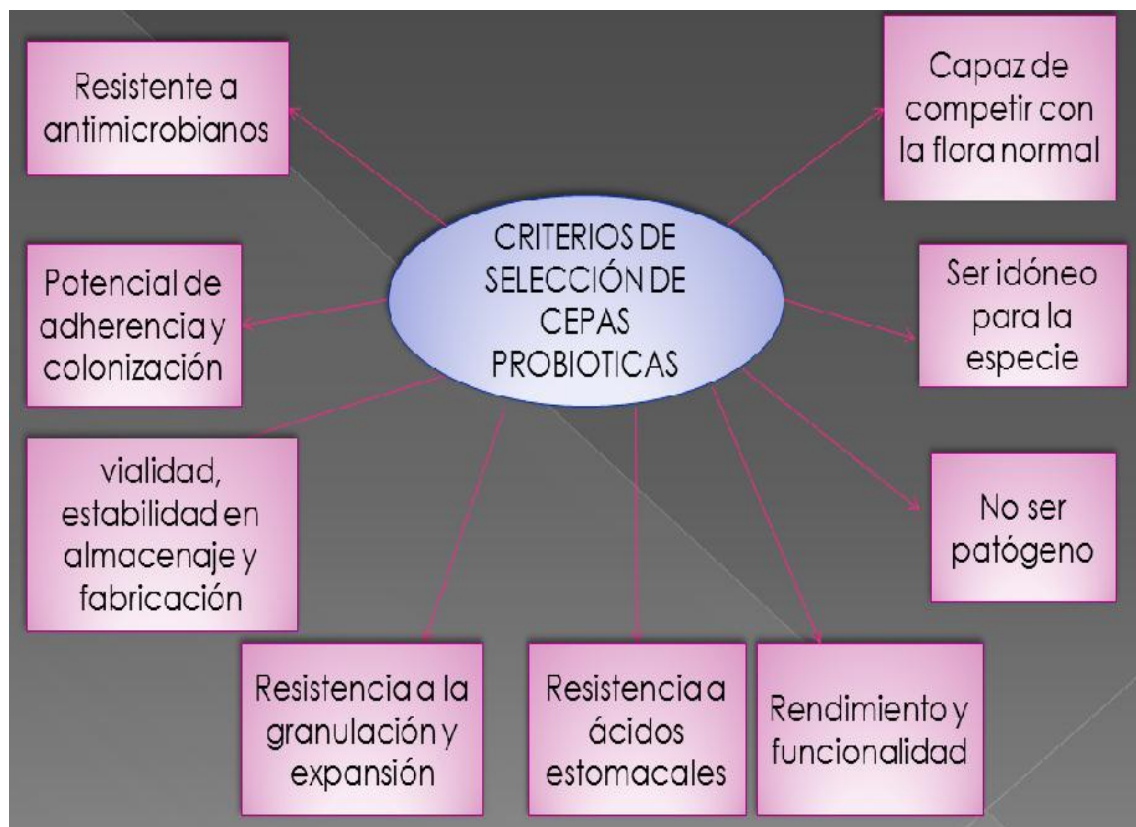 CRITERIOS DE
SELECCIÓN DE
CEPAS
PROBIOTICAS
Resistente a
antimicrobianos
Capaz de
competir con
la flora normal
Potencial de
adherencia y
colonización
Ser idóneo
para la
especie
vialidad,
estabilidad en
almacenaje y
fabricación
No ser
patógeno
Resistencia a la
granulación y
expansión
Resistencia a
ácidos
estomacales
Rendimiento y
funcionalidad